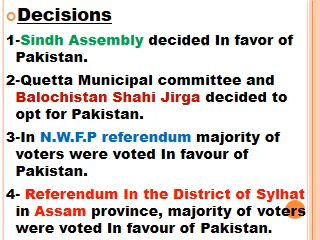 Decisions
1-Sindh Assembly decided In favor of
Pakistan.
2-Quetta Municipal committee and
Balochistan Shahi Jirga decided to
opt for Pakistan.
3-In N.W.F.P referendum majority of
voters were voted In favour of
Pakistan.
4- Referendum In the District of Sylhat
in Assam province, majority of voters
were voted In favour of Pakistan.